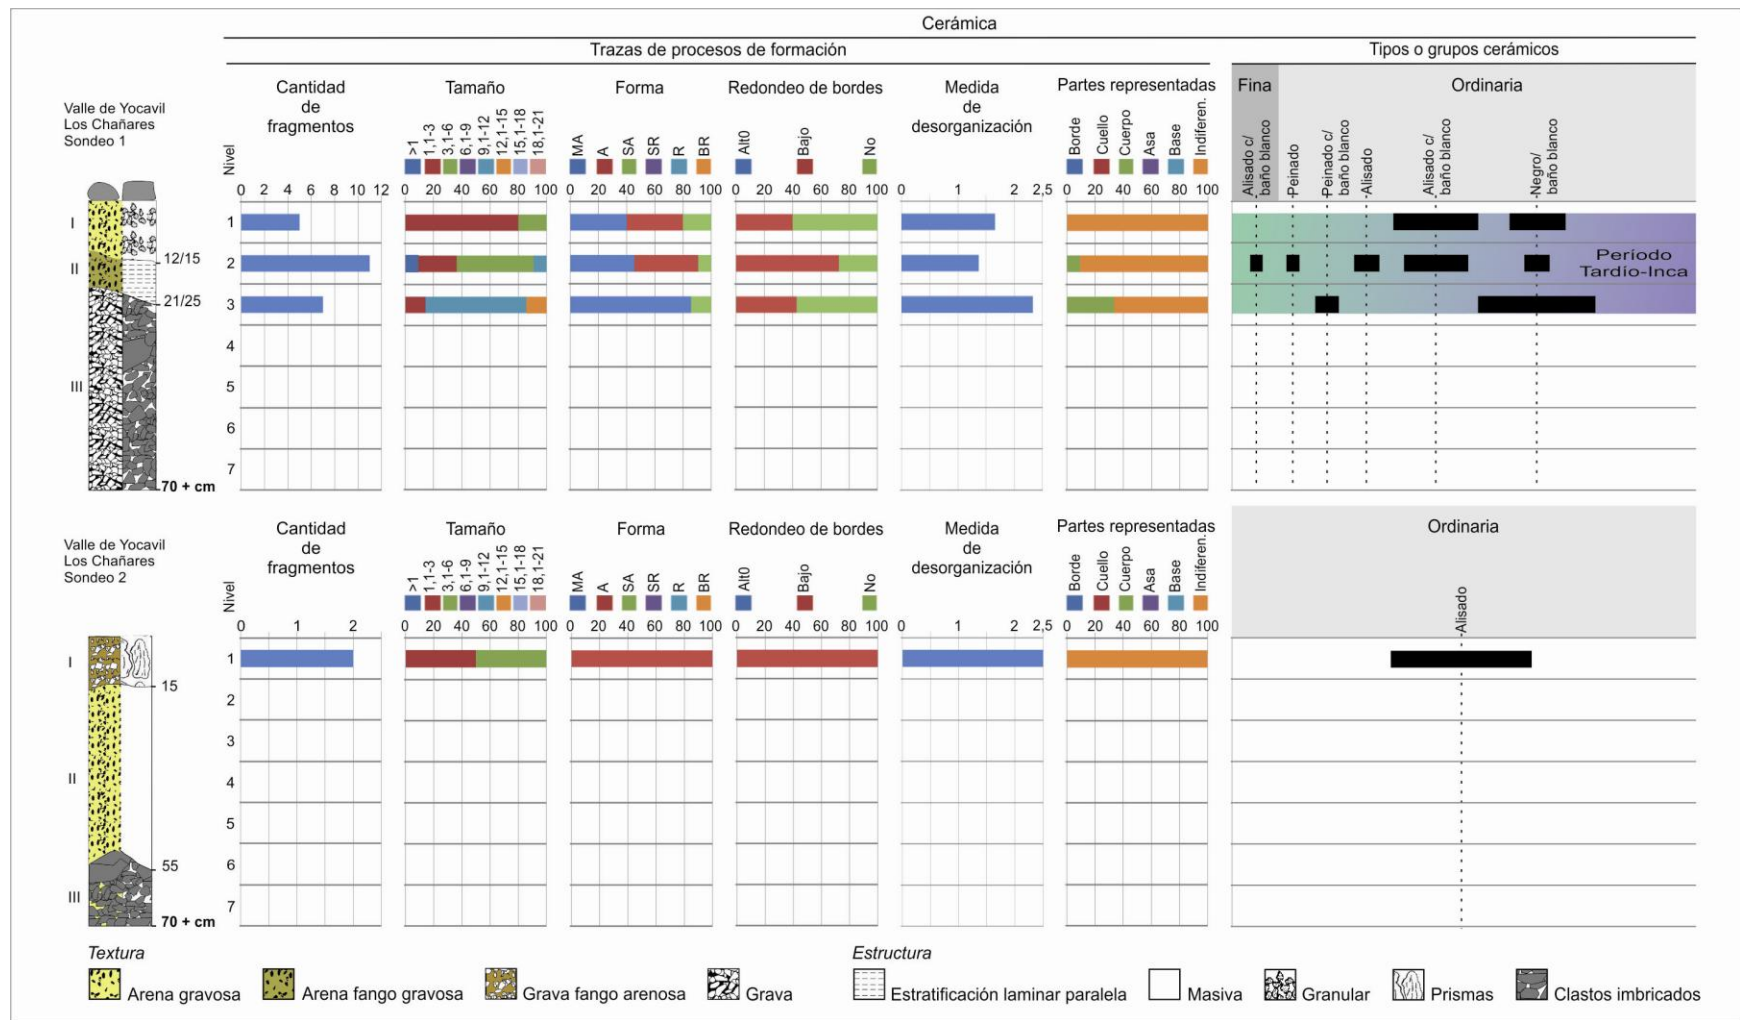 Cerámica
Trazas de procesos de formación
Tipos o grupos cerámicos
Valle de Yocavil
Los Chañares
Sondeo 1
Nivel
Cantidad
de
fragmentos
0 2 4 6 8 10 12
Tamaño
>1 1,1-3 3,1-6 6,1-9 9,1-12 12,1-15 15,1-18 18,1-21
0 20 40 60 80 100
Forma
MA A SA SR R BR
0 20 40 60 80 100
Redondeo de bordes
Alt0 Bajo No
0 20 40 60 80 100
Medida
de
desorganización
0 1 2 2,5
Partes representadas
Borde Cuello Cuerpo Asa Base Indiferen.
0 20 40 60 80 100
Fina
Ordinaria
Alisado c/
baño blanco
Peinado
Peinado c/
baño blanco
Alisado
Alisado c/
baño blanco
Negro/
baño blanco
I
II
III
12/15
21/25
70 + cm
1
2
3
4
5
6
7
Período
Tardío-Inca
Valle de Yocavil
Los Chañares
Sondeo 2
Nivel
Cantidad
de
fragmentos
0 1 2
Tamaño
>1 1,1-3 3,1-6 6,1-9 9,1-12 12,1-15 15,1-18 18,1-21
0 20 40 60 80 100
Forma
MA A SA SR R BR
0 20 40 60 80 100
Redondeo de bordes
Alt0 Bajo No
0 20 40 60 80 100
Medida
de
desorganización
0 1 2 2,5
Partes representadas
Borde Cuello Cuerpo Asa Base Indiferen.
0 20 40 60 80 100
Ordinaria
Alisado
I
II
III
15
55
70 + cm
1
2
3
4
5
6
7
Textura
Arena gravosa
Arena fango gravosa
Grava fango arenosa
Grava
Estructura
Estratificación laminar paralela
Masiva
Granular
Prismas
Clastos imbricados